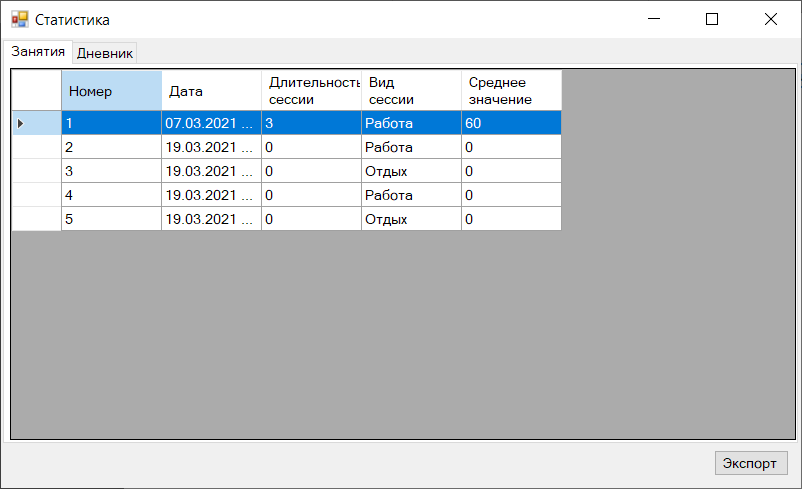 Статистика
Занятия Дневник
Номер Дата Длительность сессии Вид сессии Среднее значение
1 07.03.2021 ... 3 Работа 60
2 19.03.2021 ... 0 Работа 0
3 19.03.2021 ... 0 Отдых 0
4 19.03.2021 ... 0 Работа 0
5 19.03.2021 ... 0 Отдых 0
Экспорт